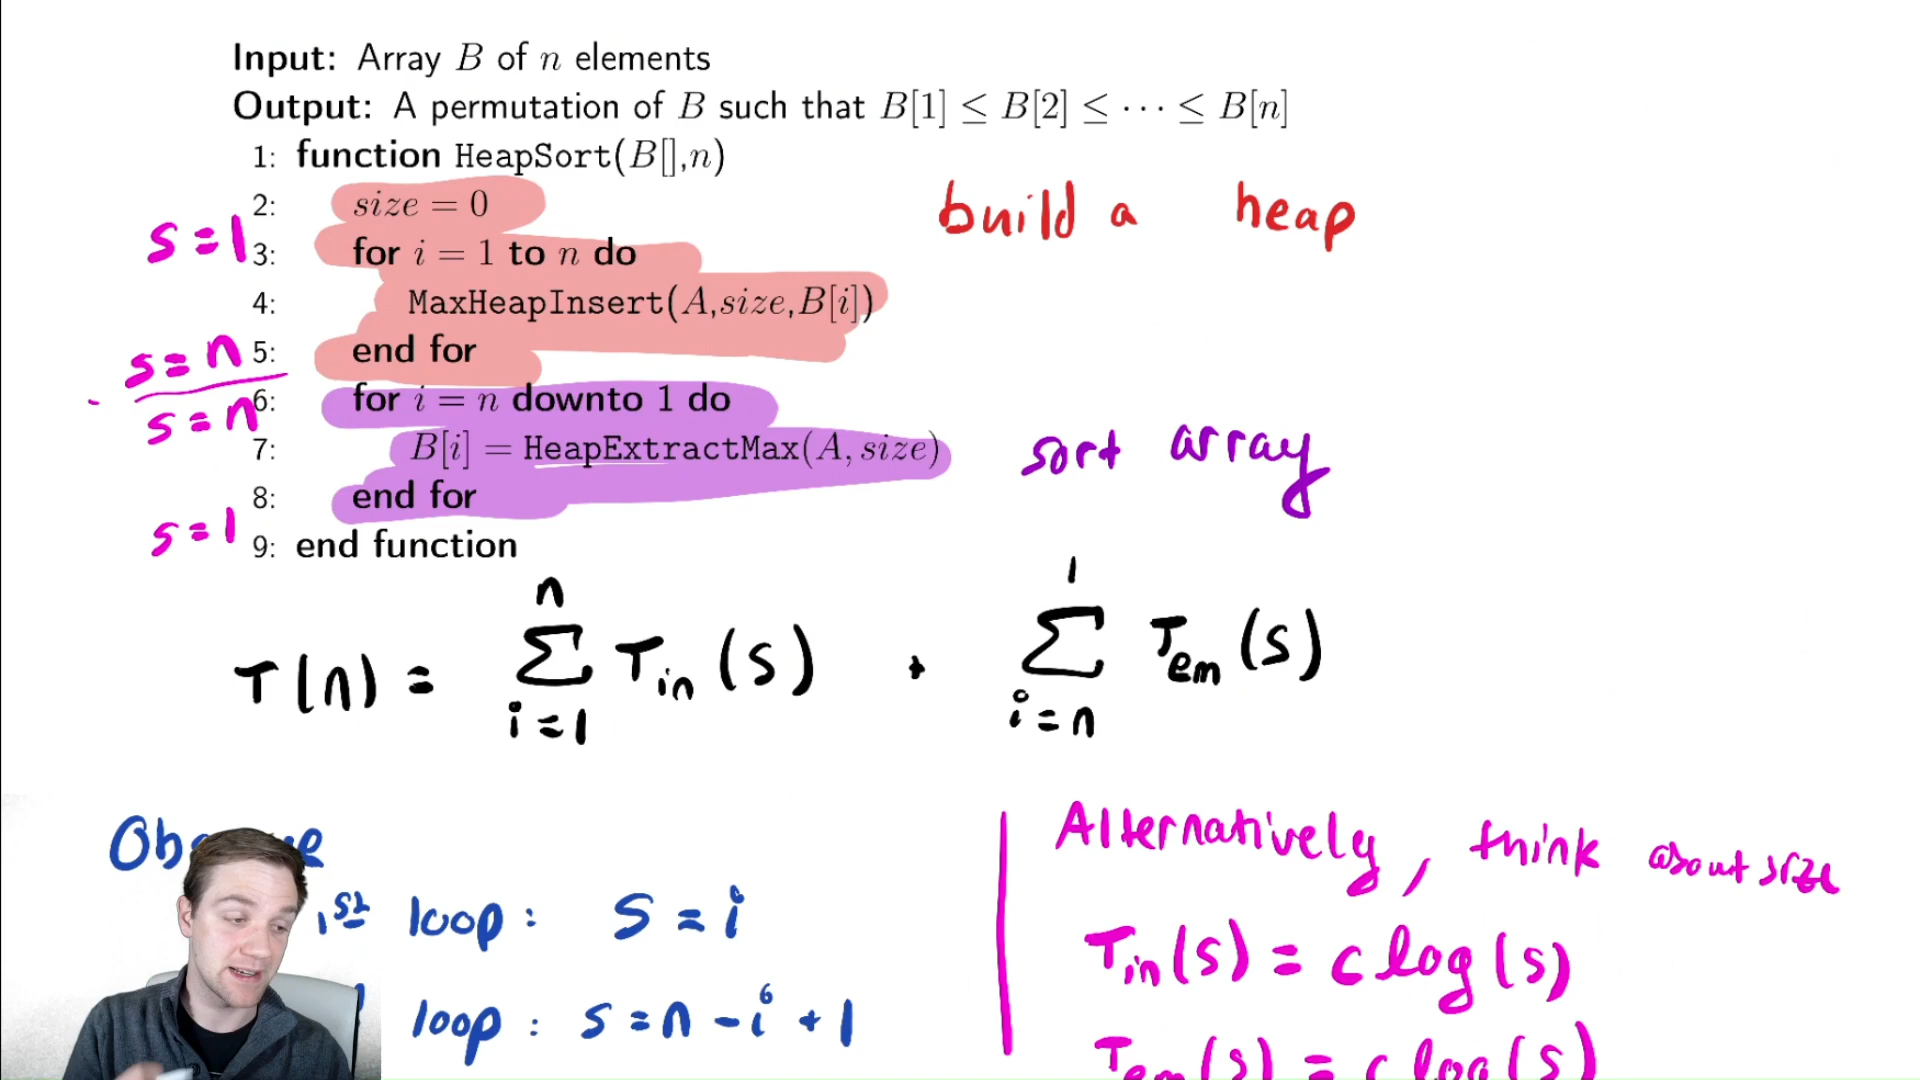 Input: Array B of n elements
Output: A permutation of B such that B[1] ≤ B[2] ≤ ··· ≤ B[n]
1: function HeapSort(B[],n)
2: size = 0
build a heap
s=1
3: for i = 1 to n do
4: MaxHeapInsert(A,size,B[i])
s=n
5: end for
6: for i = n downto 1 do
s=n
7: B[i] = HeapExtractMax(A, size)
sort array
8: end for
s=1
9: end function
T(n) = n Σ i=1 T_in (s) + 1 Σ i=n T_em (s)
Alternatively, think about size
1st loop: s = i
T_in(s) = c log(s)
loop: s = n - i + 1
T_em(s) = c log(s)